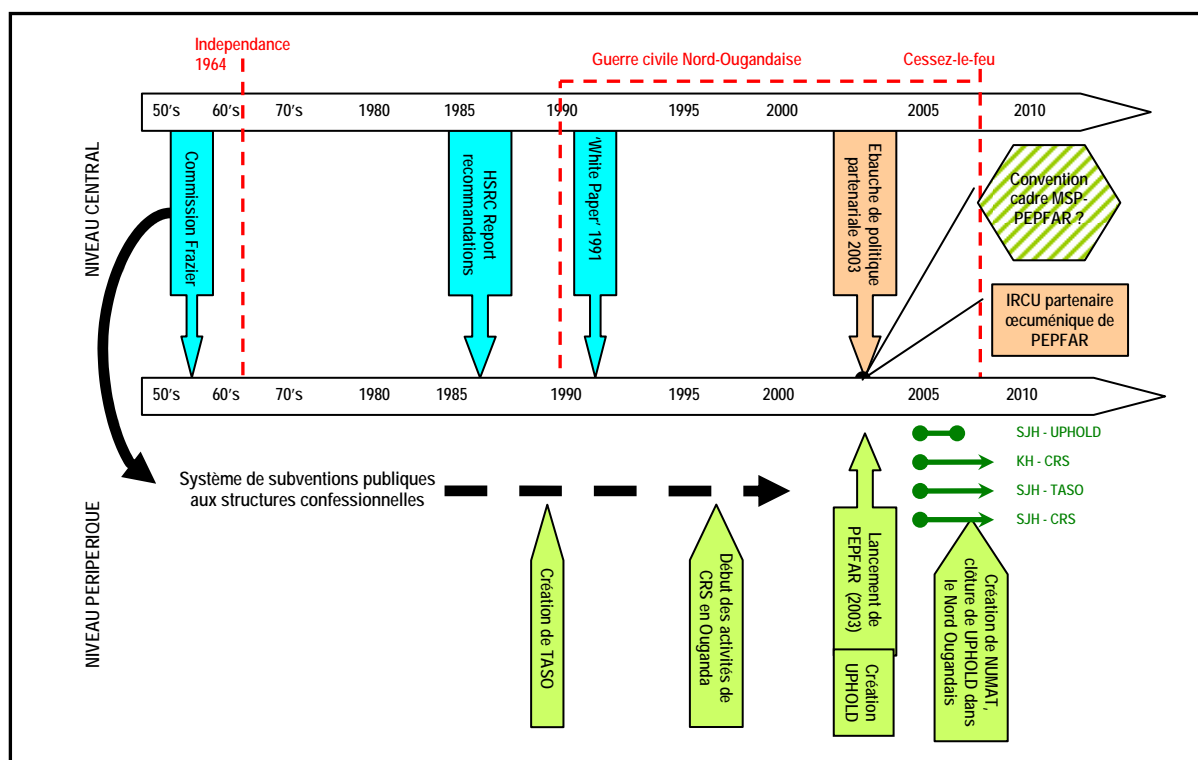 Independance
1964
Guerre civile Nord-Ougandaise
Cessez-le-feu
50's 60's 70's 1980 1985 1990 1995 2000 2005 2010
NIVEAU CENTRAL
Commission Frazier
HSRC Report
recommandations
'White Paper' 1991
Ebauche de politique
partenariale 2003
Convention
cadre MSP-
PEPFAR ?
IRCU partenaire
œcuménique de
PEPFAR
50's 60's 70's 1980 1985 1990 1995 2000 2005 2010
NIVEAU PERIPERIQUE
Système de subventions publiques
aux structures confessionnelles
SJH - UPHOLD
KH - CRS
SJH - TASO
SJH - CRS
Création de TASO
Début des activités de
CRS en Ouganda
Lancement de
PEPFAR (2003)
Création
UPHOLD
Création de NUMAT,
clôture de UPHOLD dans
le Nord Ougandais